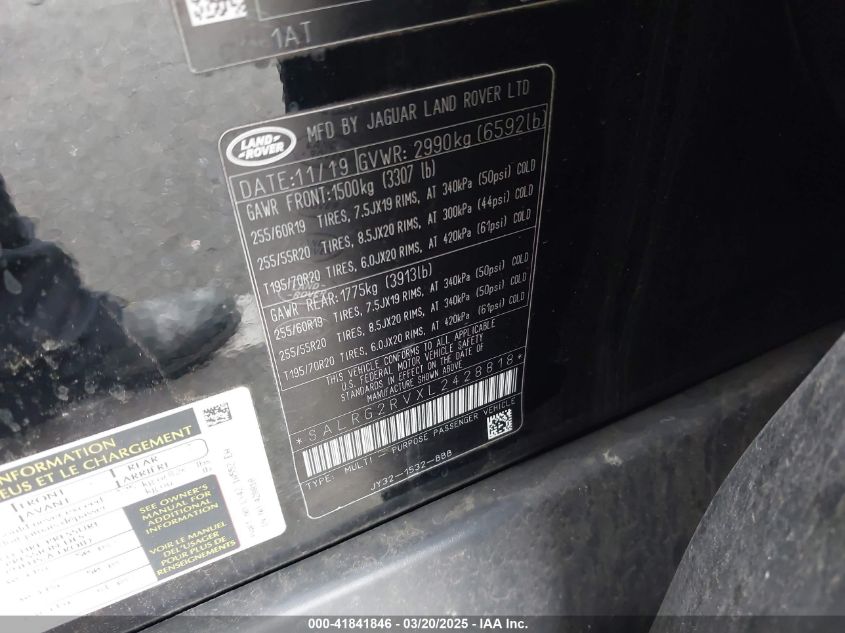 1AT
LAND ROVER
MFD BY JAGUAR LAND ROVER LTD
DATE:11/19 GVWR: 2990kg (6592lb)
GAWR FRONT:1500kg (3307 lb)
255/60R19 TIRES, 7.5JX19 RIMS, AT 340kPa (50psi) COLD
255/55R20 TIRES, 8.5JX20 RIMS, AT 300kPa (44psi) COLD
T195/70R20 TIRES, 6.0JX20 RIMS, AT 420kPa (61psi) COLD
GAWR REAR:1775kg (3913lb)
255/60R19 TIRES, 7.5JX19 RIMS, AT 340kPa (50psi) COLD
255/55R20 TIRES, 8.5JX20 RIMS, AT 340kPa (50psi) COLD
T195/70R20 TIRES, 6.0JX20 RIMS, AT 420kPa (61psi) COLD
THIS VEHICLE CONFORMS TO ALL APPLICABLE
U.S. FEDERAL MOTOR VEHICLE SAFETY
STANDARDS IN EFFECT ON THE DATE OF
MANUFACTURE SHOWN ABOVE.
*SALRG2RVXL2428818*
TYPE: MULTI - PURPOSE PASSENGER VEHICLE
JY32-1532-BBB
INFORMATION
EUS ET LE CHARGEMENT
FRONT
AVANT
REAR
ARRIÈRE
SEE OWNER'S
MANUAL FOR
ADDITIONAL
INFORMATION
VOIR LE MANUEL
DE L'USAGER
POUR PLUS DE
RENSEIGNEMENTS
000-41841846 - 03/20/2025 - IAA Inc.